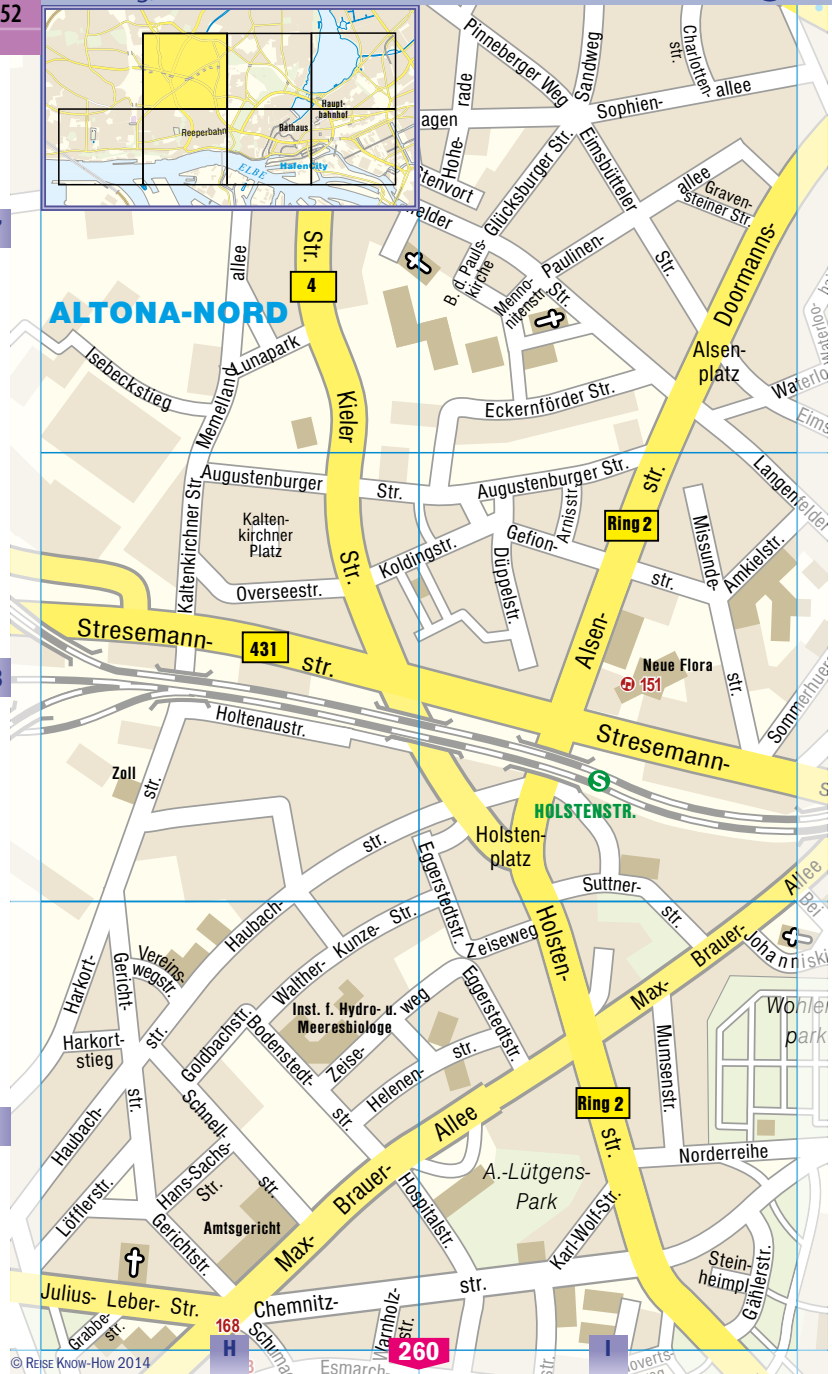 52
Haupt-
bahnhof
Rathaus
Reeperbahn
ELBE
HafenCity
Pinneberger Weg
Sandweg
Charlotten-
str.
Sophien-
allee
Hohe-
rade
Glücksburger Str.
Eimsbütteler
Str.
allee
Paulinen-
Graven-
steiner Str.
B. d. Pauls-
kirche
Menno-
nitenstr.
Str.
Doormanns-
Alsen-
platz
allee
Str.
4
ALTONA-NORD
Lunapark
Isebeckstieg
Memelland
Kieler
Eckernförder Str.
Langenfelder
Augustenburger
Str.
Augustenburger Str.
str.
Kalten-
kirchner
Platz
Kaltenkirchner Str.
Gefion-
Arnisstr.
Ring 2
Missunde-
Amkielstr.
Koldingstr.
Düppelstr.
str.
Str.
Overseestr.
Stresemann-
431
str.
Alsen-
Neue Flora
151
str.
Holtenaustr.
Stresemann-
Zoll
str.
S
HOLSTENSTR.
Holsten-
platz
str.
Eggerstedtstr.
Suttner-
str.
Allee
Haubach-
Walther-
Kunze-
Str.
Zeiseweg
Holsten-
Brauer-
Max-
Vereins-
wegstr.
Gericht-
Harkort-
Inst. f. Hydro- u.
Meeresbiologe
weg
Eggerstedtstr.
Wohler
park
Goldbachstr.
Bodenstedt-
Zeise-
str.
Harkort-
stieg
str.
Helenen-
str.
Mumsenstr.
Haubach-
str.
Schnell-
str.
Allee
Ring 2
str.
Norderreihe
Hans-Sachs-
Str.
Löfflerstr.
Brauer-
Max-
Hospitalstr.
A.-Lütgens-
Park
Gerichtstr.
Amtsgericht
Karl-Wolf-Str.
Stein-
heimpl.
Gählerstr.
Julius-
Leber-
Str.
Chemnitz-
str.
Grabbe-
str.
168
H
Warnholz-
str.
260
I
str.
Esmarch-
© REISE KNOW-HOW 2014